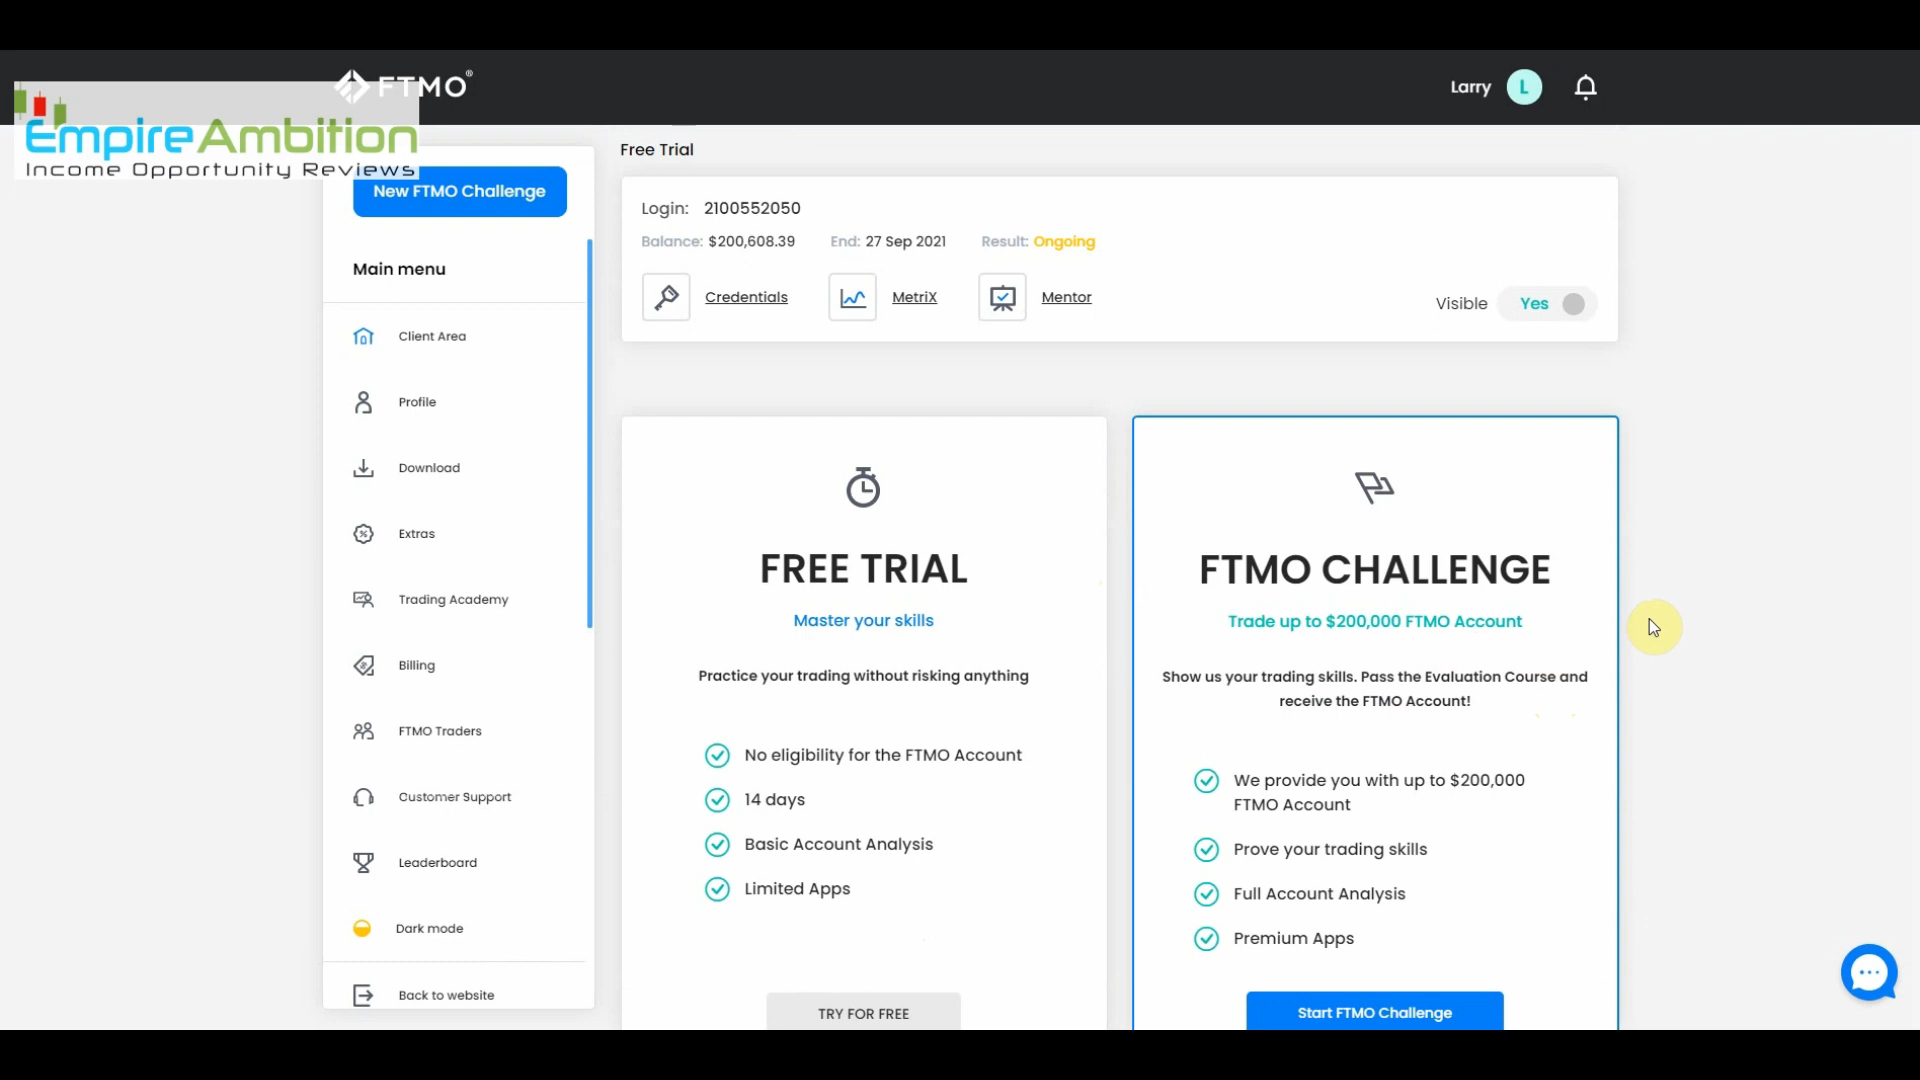 FTMO®
Larry L
EmpireAmbition
Income Opportunity Reviews
New FTMO Challenge
Main menu
Client Area
Profile
Download
Extras
Trading Academy
Billing
FTMO Traders
Customer Support
Leaderboard
Dark mode
Back to website
Free Trial
Login: 2100552050
Balance: $200,608.39 End: 27 Sep 2021 Result: Ongoing
Credentials MetriX Mentor
Visible Yes
FREE TRIAL
Master your skills
Practice your trading without risking anything
No eligibility for the FTMO Account
14 days
Basic Account Analysis
Limited Apps
TRY FOR FREE
FTMO CHALLENGE
Trade up to $200,000 FTMO Account
Show us your trading skills. Pass the Evaluation Course and
receive the FTMO Account!
We provide you with up to $200,000
FTMO Account
Prove your trading skills
Full Account Analysis
Premium Apps
Start FTMO Challenge